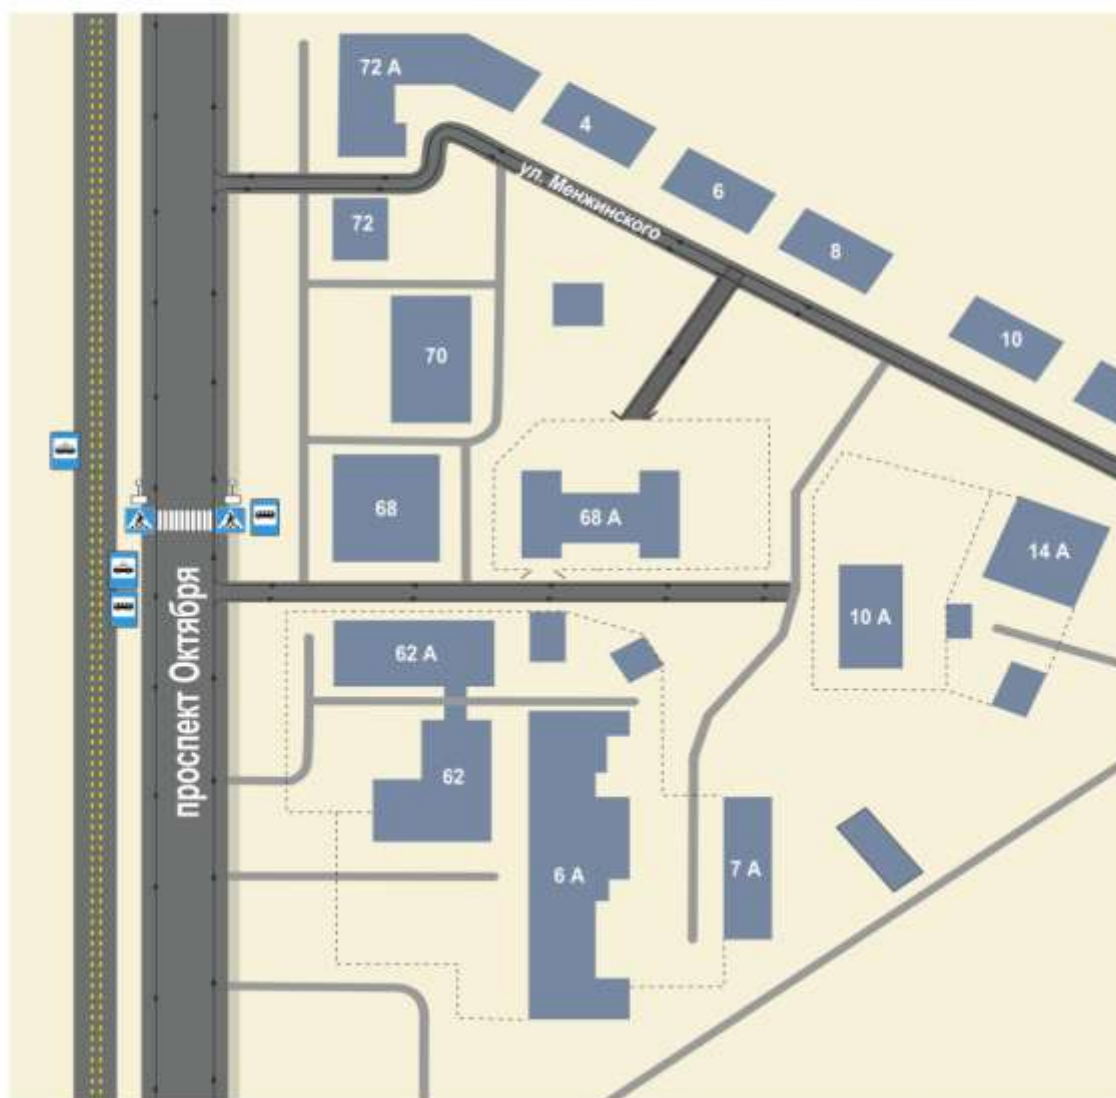 72 А
4
ул. Менжинского
6
72
8
10
70
68
68 А
14 А
проспект Октября
10 А
62 А
62
6 А
7 А